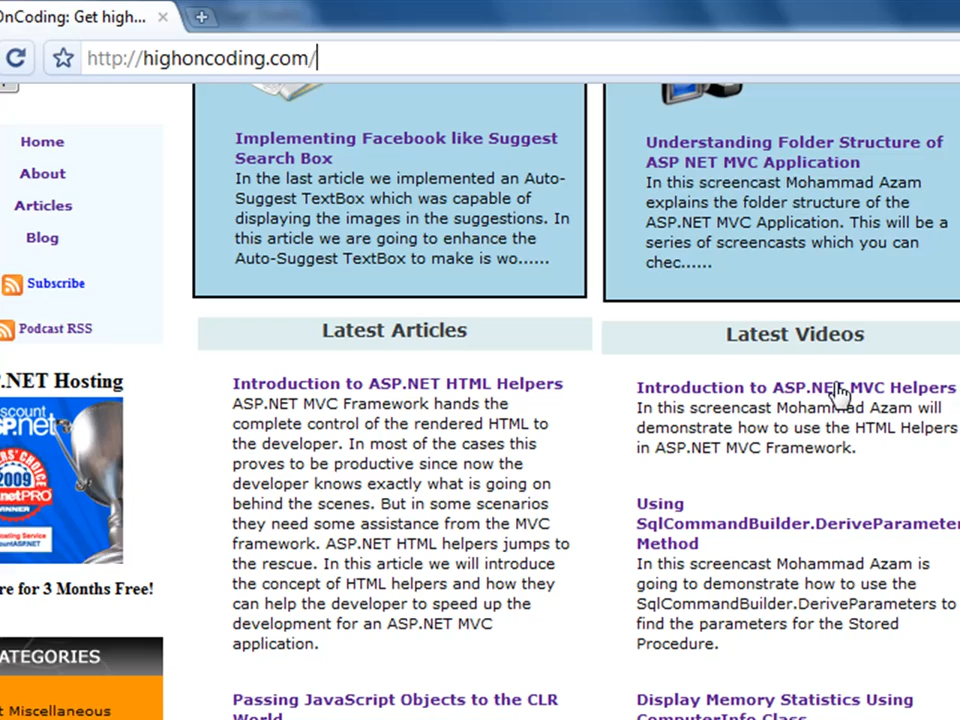 OnCoding: Get high...
http://highoncoding.com/
Home
About
Articles
Blog
Subscribe
Podcast RSS
.NET Hosting
scount
ASP.
ERS' CHOICE
2009
netPRO
WINNER
re for 3 Months Free!
ATEGORIES
t Miscellaneous
Implementing Facebook like Suggest
Search Box
In the last article we implemented an Auto-
Suggest TextBox which was capable of
displaying the images in the suggestions. In
this article we are going to enhance the
Auto-Suggest TextBox to make is wo......
Understanding Folder Structure of
ASP NET MVC Application
In this screencast Mohammad Azam
explains the folder structure of the
ASP.NET MVC Application. This will be a
series of screencasts which you can
chec......
Latest Articles
Introduction to ASP.NET HTML Helpers
ASP.NET MVC Framework hands the
complete control of the rendered HTML to
the developer. In most of the cases this
proves to be productive since now the
developer knows exactly what is going on
behind the scenes. But in some scenarios
they need some assistance from the MVC
framework. ASP.NET HTML helpers jumps to
the rescue. In this article we will introduce
the concept of HTML helpers and how they
can help the developer to speed up the
development for an ASP.NET MVC
application.
Passing JavaScript Objects to the CLR
World
Latest Videos
Introduction to ASP.NET MVC Helpers
In this screencast Mohammad Azam will
demonstrate how to use the HTML Helpers
in ASP.NET MVC Framework.
Using
SqlCommandBuilder.DeriveParameter
Method
In this screencast Mohammad Azam is
going to demonstrate how to use the
SqlCommandBuilder.DeriveParameters to
find the parameters for the Stored
Procedure.
Display Memory Statistics Using
ComputerInfo Class